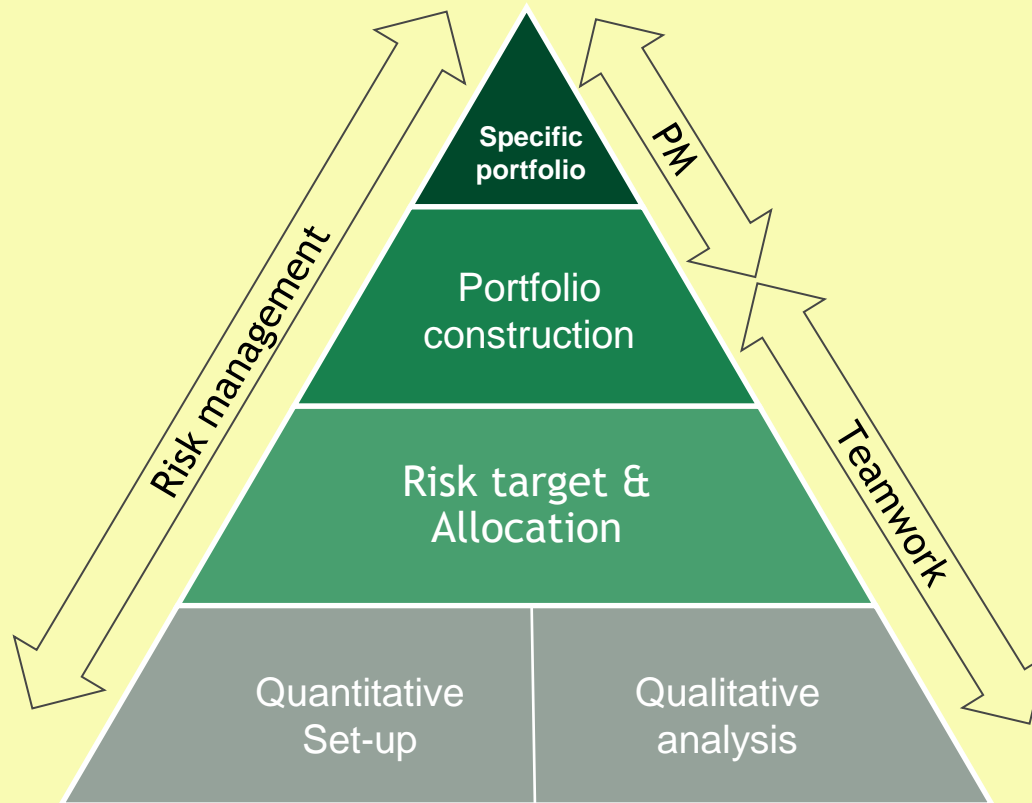 Specific
portfolio
PM
Portfolio
construction
Risk management
Risk target &
Allocation
Teamwork
Quantitative
Set-up
Qualitative
analysis